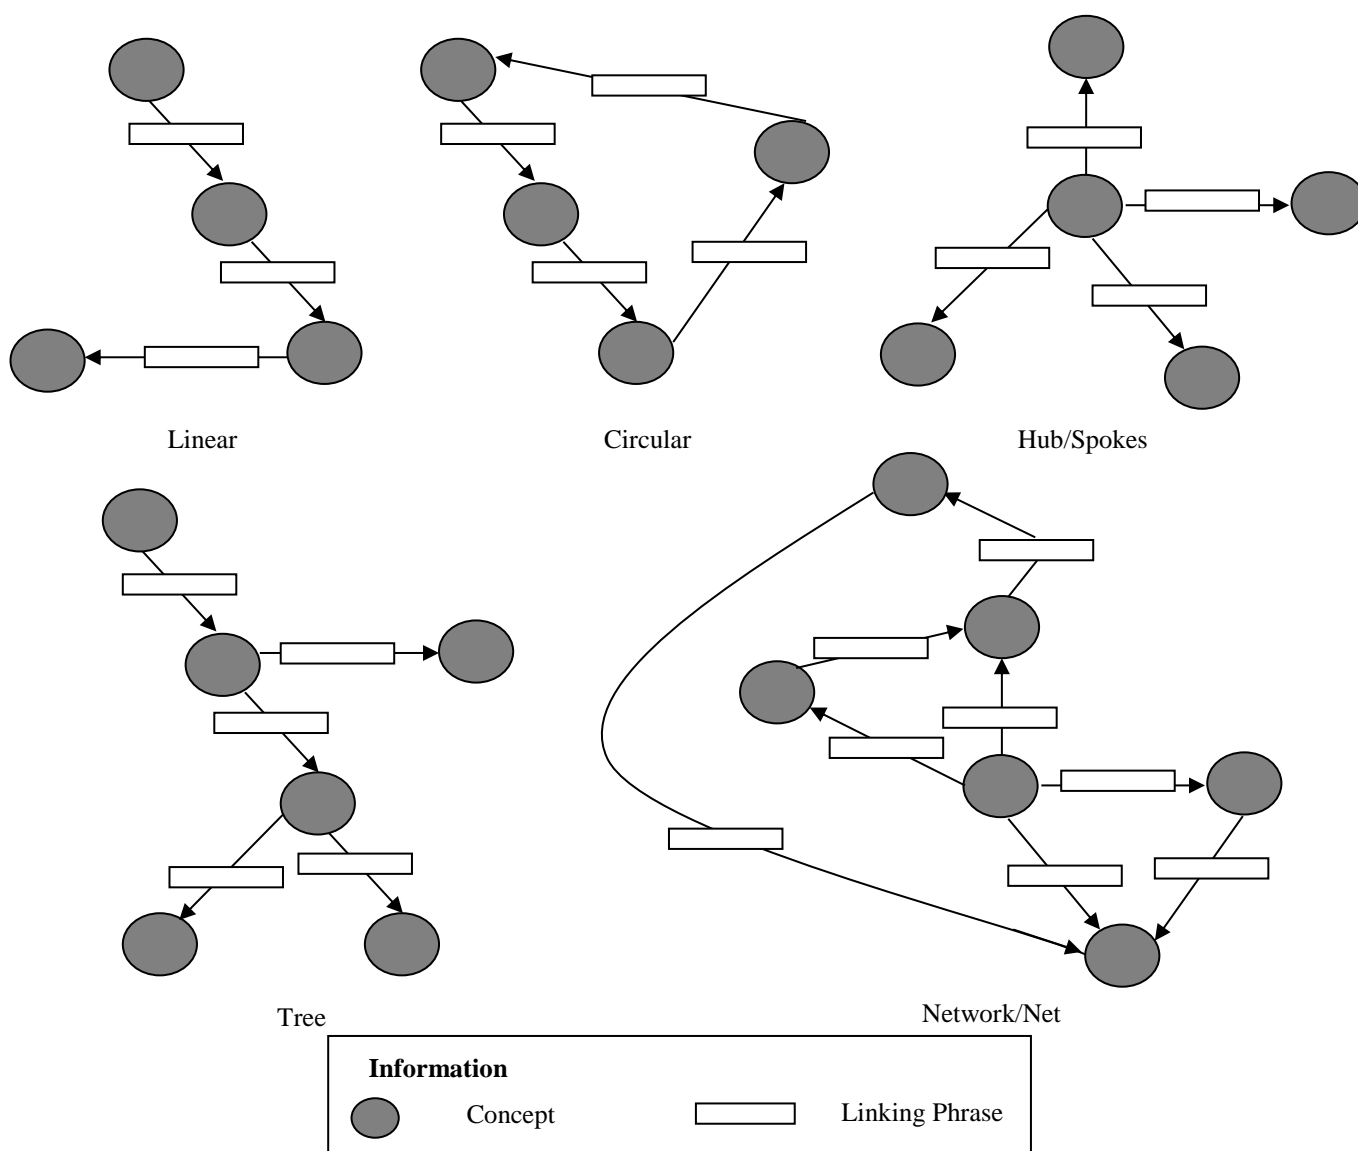 Linear
Circular
Hub/Spokes
Tree
Network/Net
Information
Concept
Linking Phrase